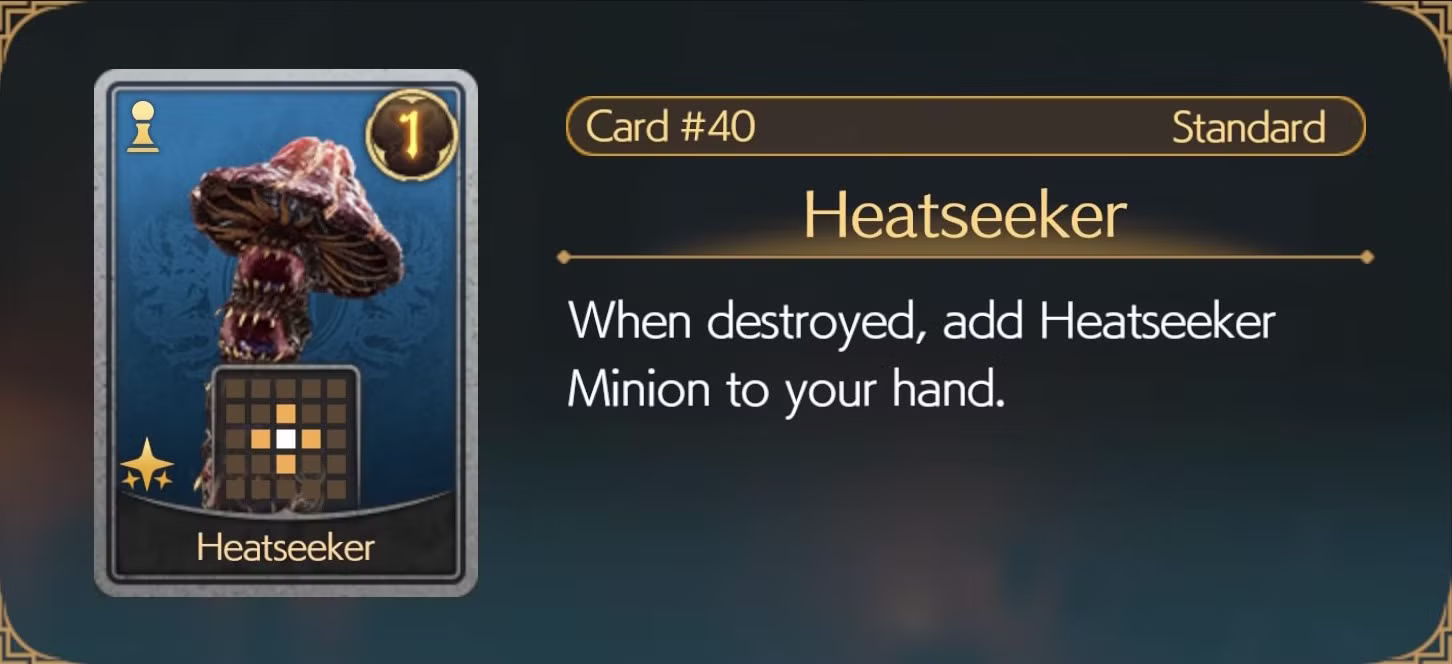 1
Heatseeker
Card #40 Standard
Heatseeker
When destroyed, add Heatseeker
Minion to your hand.